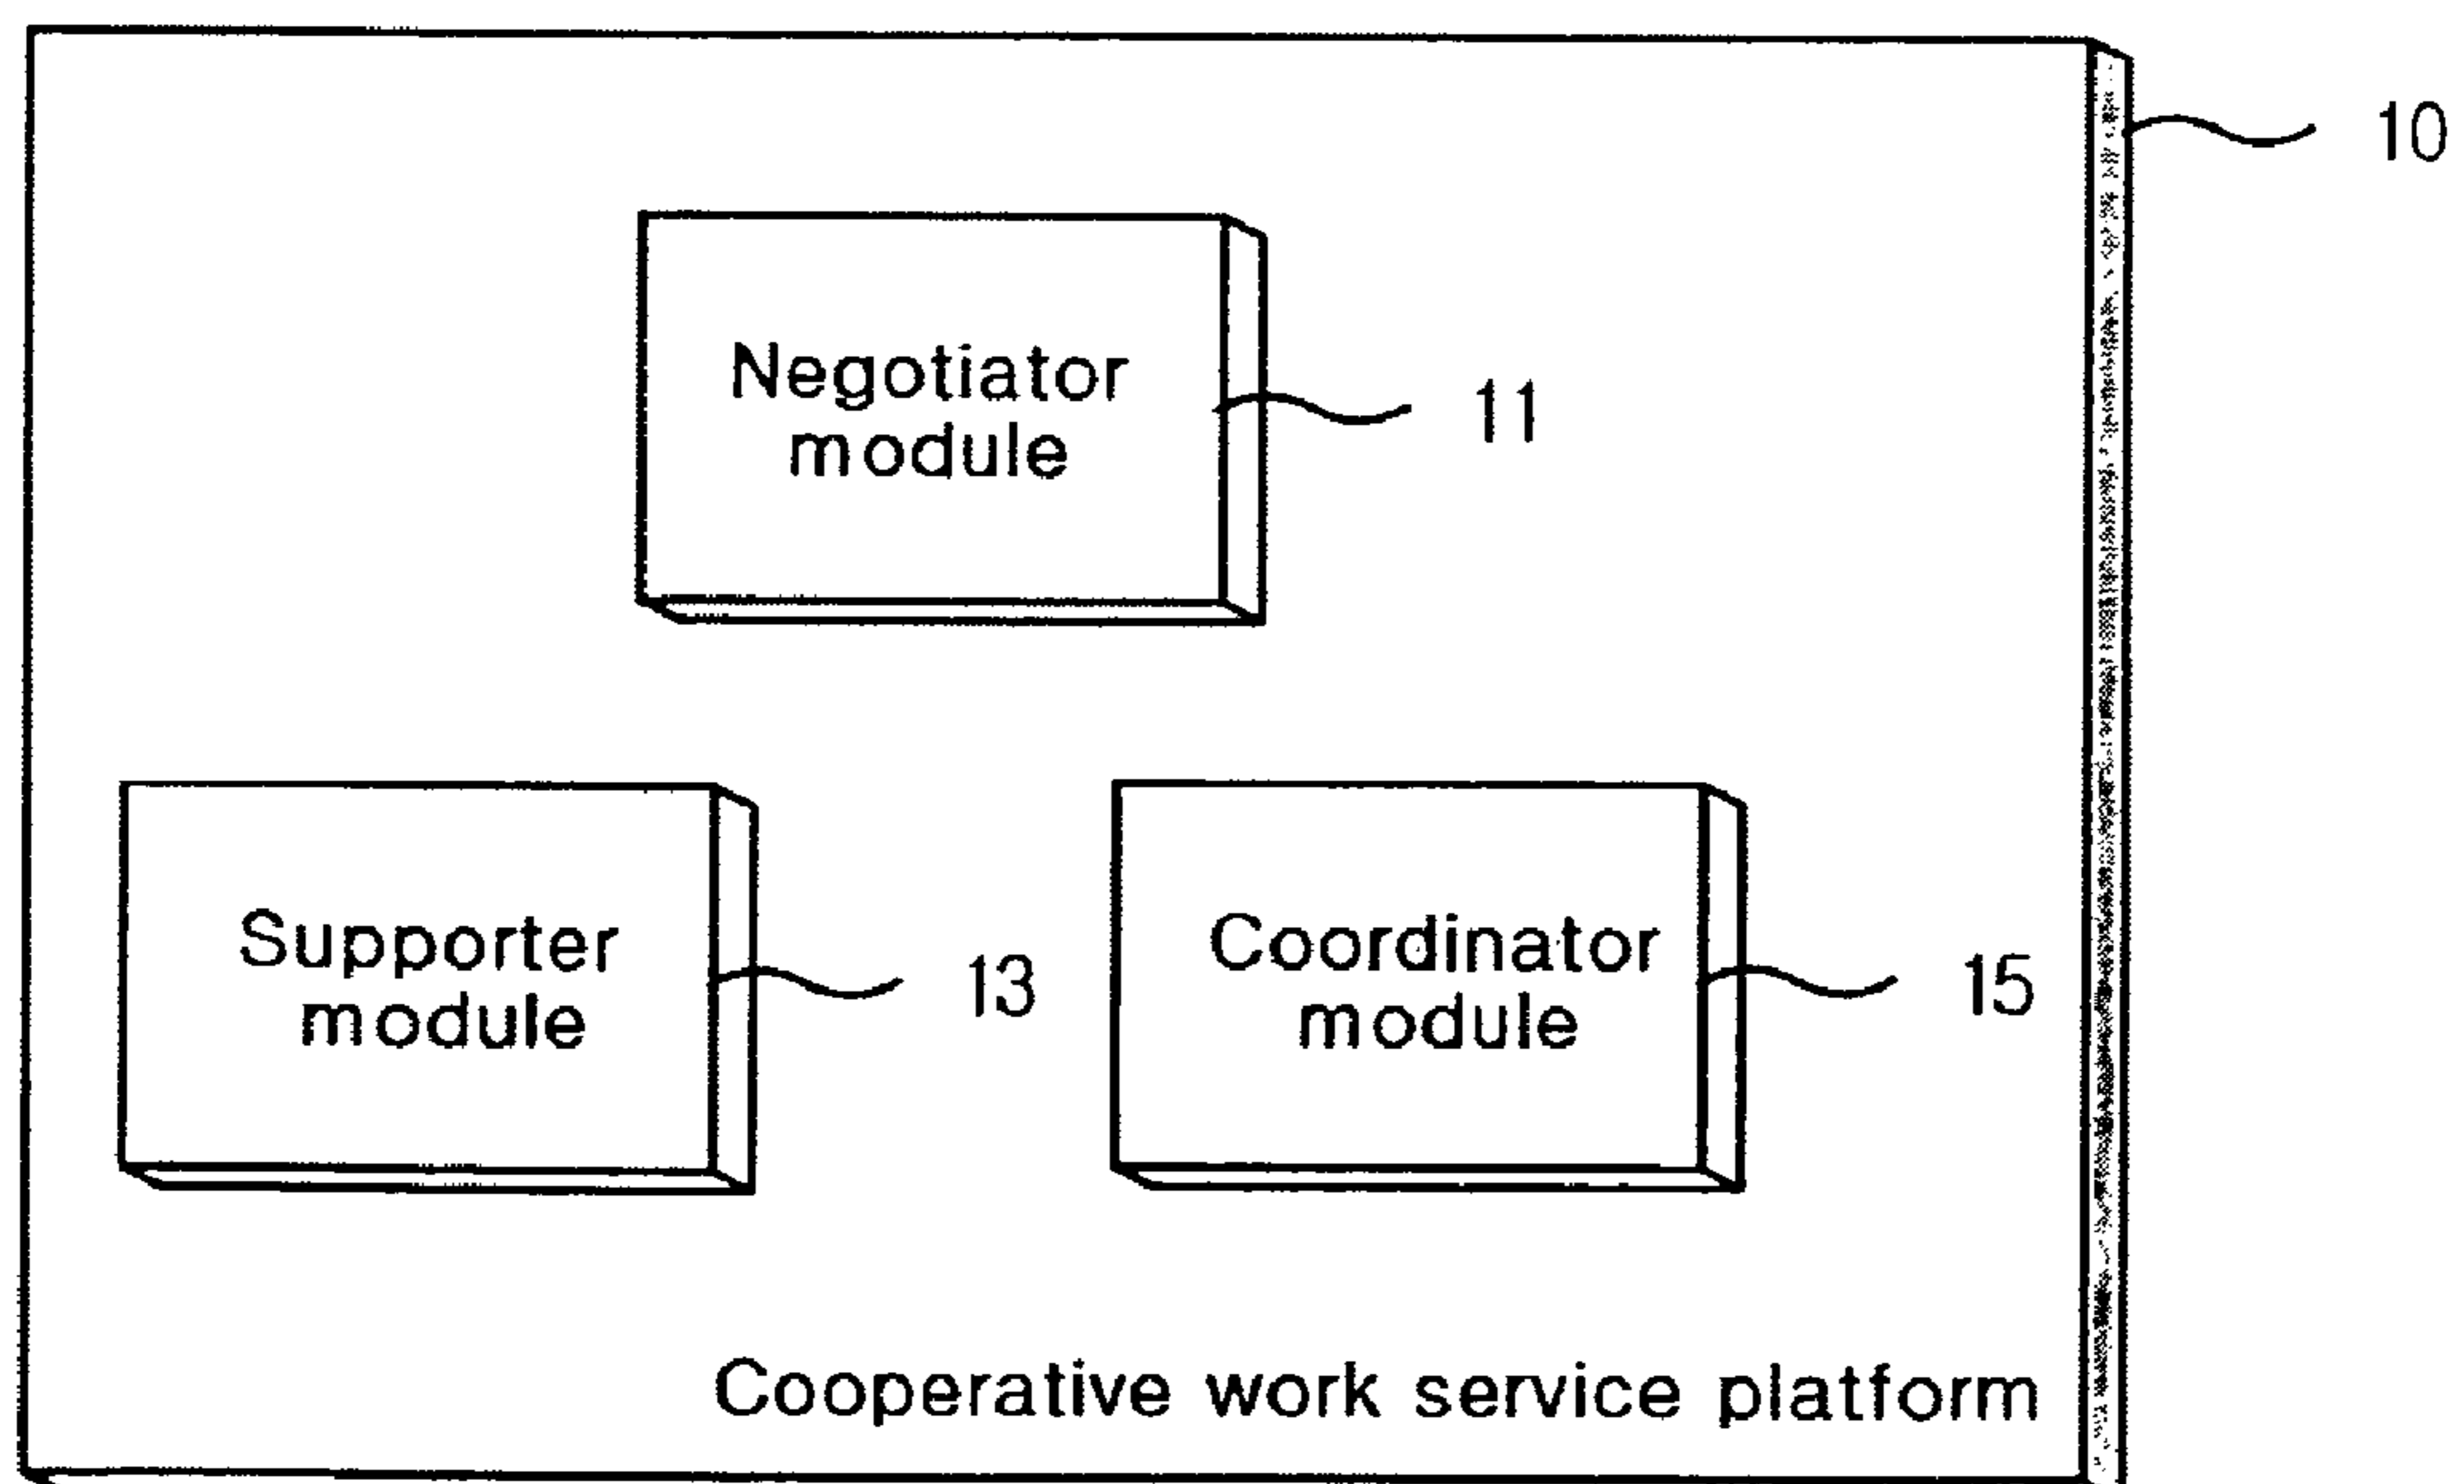 10
Negotiator
module
11
Supporter
module
13
Coordinator
module
15
Cooperative work service platform